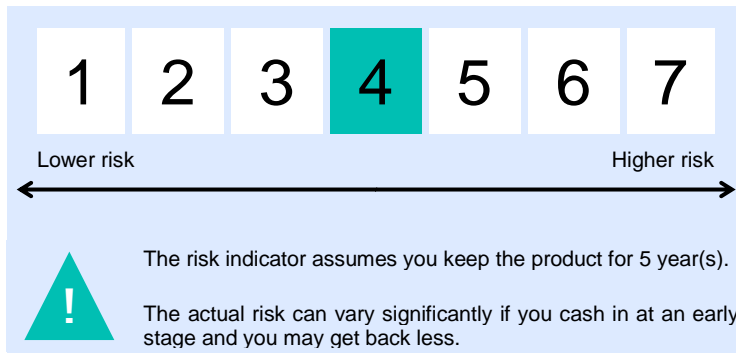 1 2 3 4 5 6 7
Lower risk Higher risk
!
The risk indicator assumes you keep the product for 5 year(s).
The actual risk can vary significantly if you cash in at an early
stage and you may get back less.